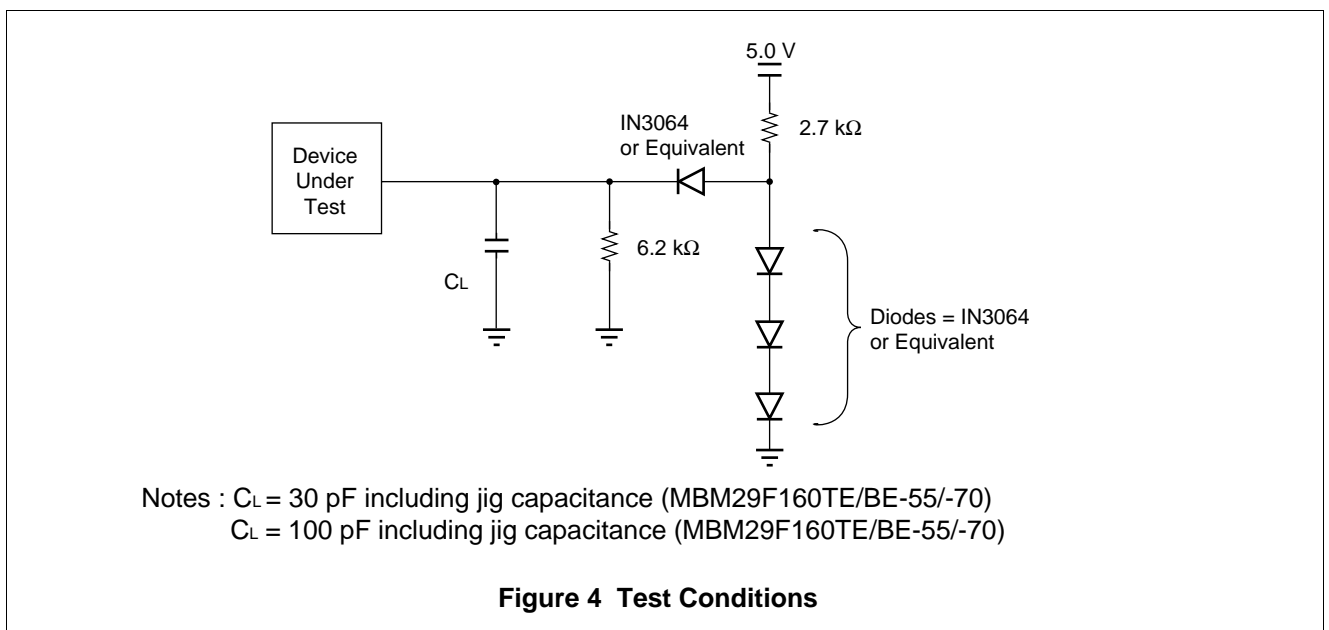 5.0 V
IN3064
or Equivalent
2.7 kΩ
Device
Under
Test
6.2 kΩ
CL
Diodes = IN3064
or Equivalent
Notes : CL = 30 pF including jig capacitance (MBM29F160TE/BE-55/-70)
CL = 100 pF including jig capacitance (MBM29F160TE/BE-55/-70)
Figure 4 Test Conditions